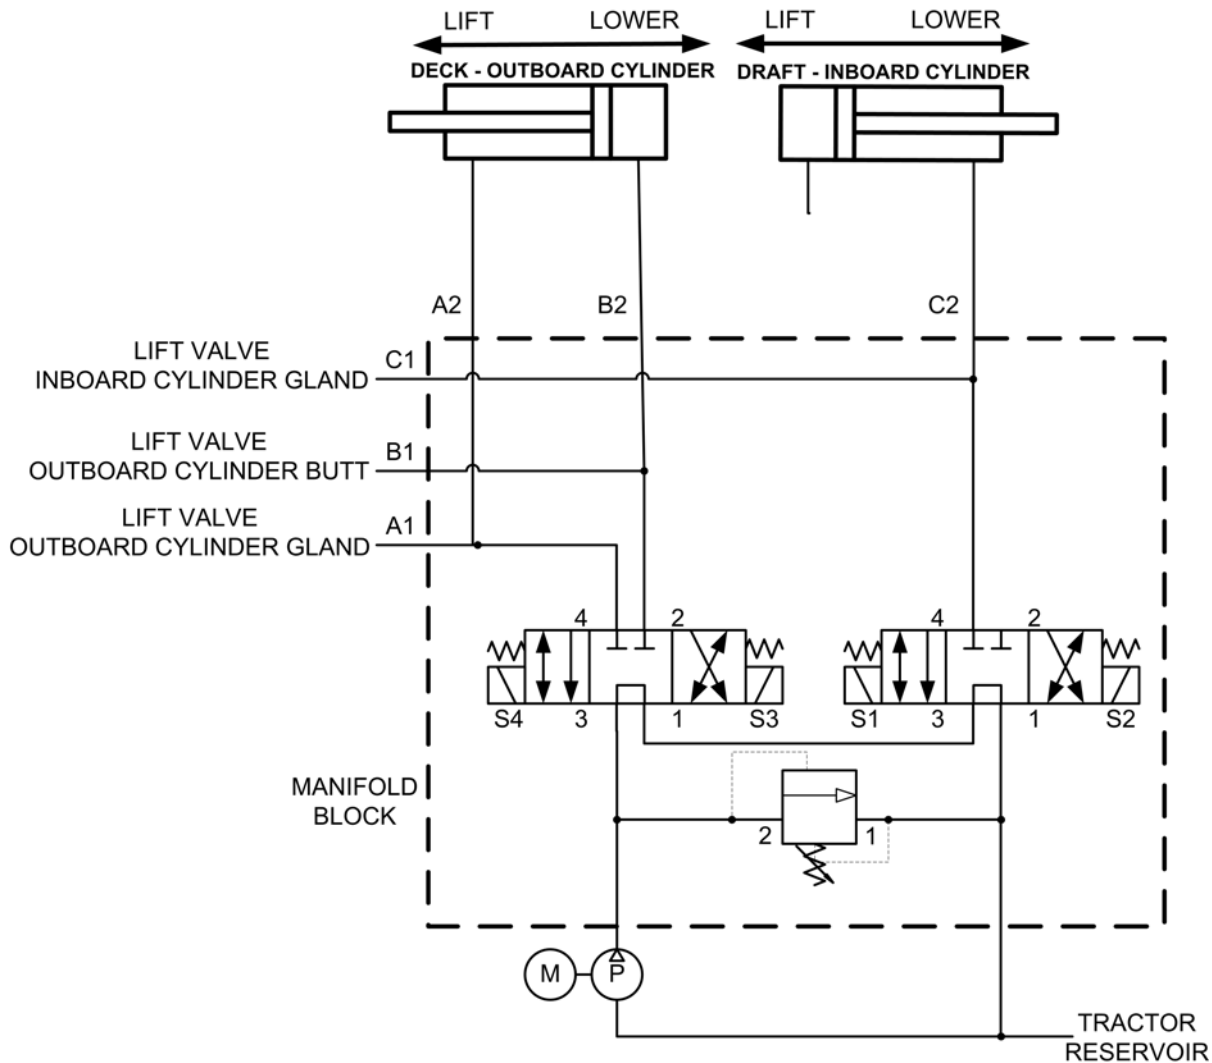 LIFT LOWER
DECK - OUTBOARD CYLINDER
LIFT LOWER
DRAFT - INBOARD CYLINDER
A2
B2
C2
LIFT VALVE
INBOARD CYLINDER GLAND
C1
LIFT VALVE
OUTBOARD CYLINDER BUTT
B1
LIFT VALVE
OUTBOARD CYLINDER GLAND
A1
4 2
S4 3 1 S3
4 2
S1 3 1 S2
MANIFOLD
BLOCK
2 1
M P
TRACTOR
RESERVOIR